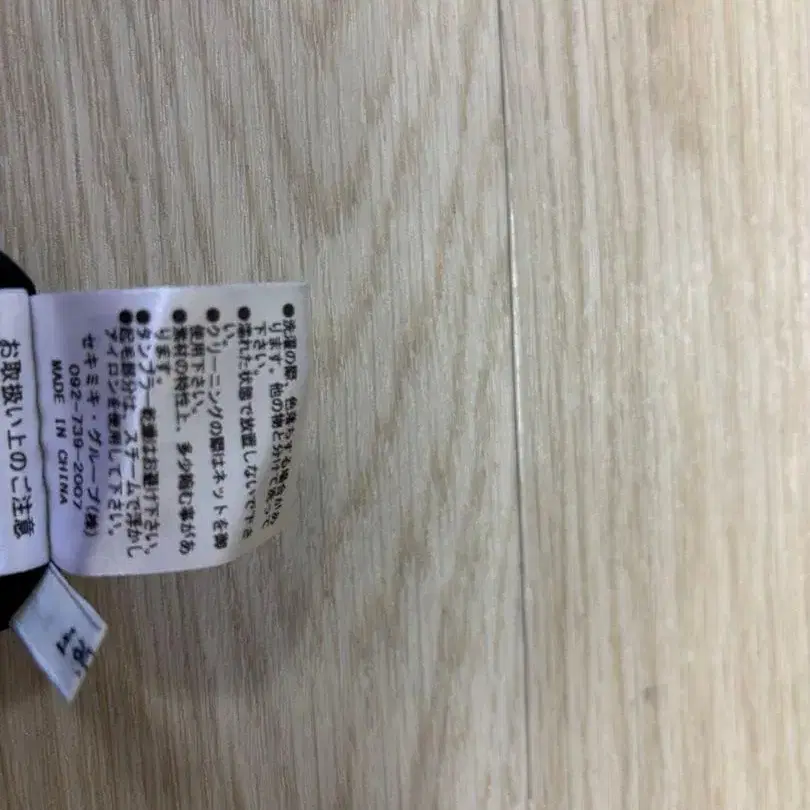 ●洗濯の際、色落ちする場合があ
ります。他の物と分けて洗って
下さい。
●濡れた状態で放置しないで下さ
い。
●クリーニングの際はネットを御
使用下さい。
●素材の特性上、多少縮む事があ
ります。
●タンブラー乾燥はお避け下さい。
●起毛部分は、スチームで浮かし
アイロンを使用して下さい。
セキミキ・グループ(株)
092-739-2007
MADE IN CHINA
お取扱い上のご注意